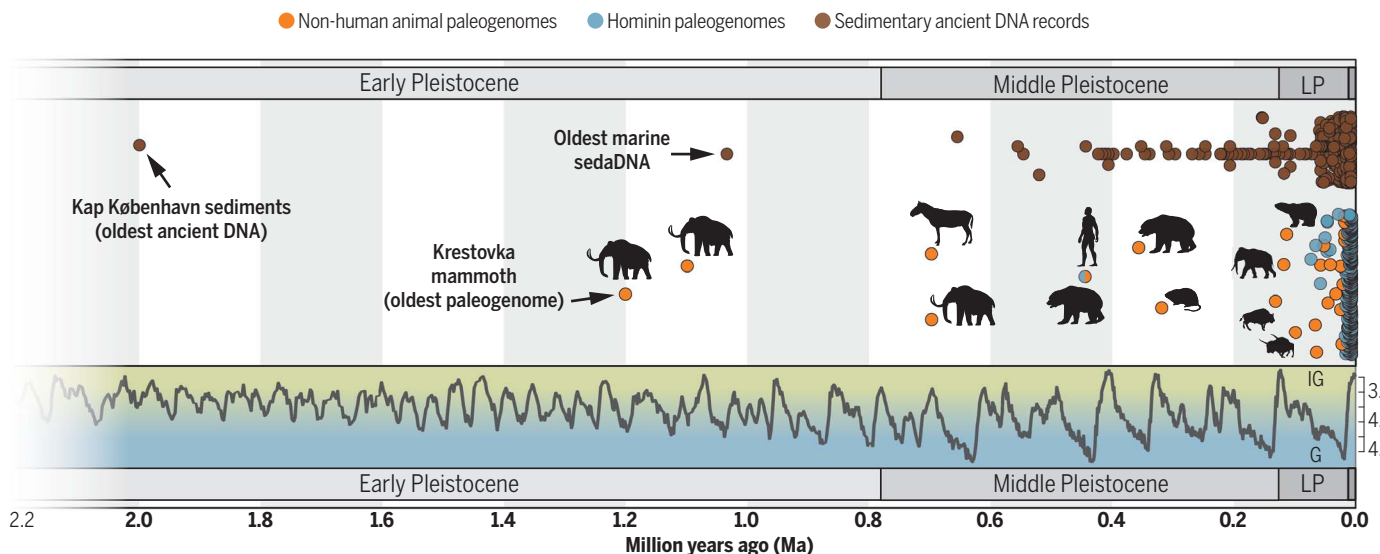 Non-human animal paleogenomes Hominin paleogenomes Sedimentary ancient DNA records
Early Pleistocene Middle Pleistocene LP
Oldest marine
sedaDNA
Kap København sediments
(oldest ancient DNA)
Krestovka
mammoth
(oldest paleogenome)
IG
3.
4.
4.
G
Early Pleistocene Middle Pleistocene LP
2.2 2.0 1.8 1.6 1.4 1.2 1.0 0.8 0.6 0.4 0.2 0.0
Million years ago (Ma)